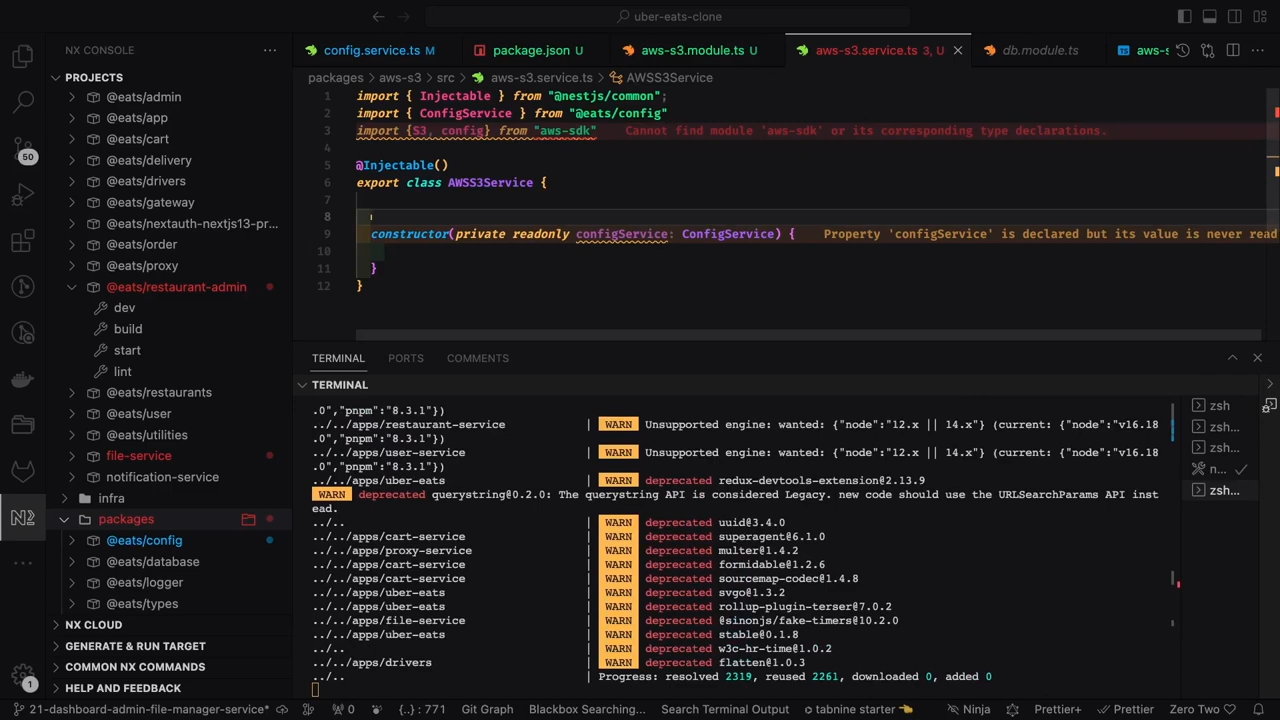 uber-eats-clone
NX CONSOLE
PROJECTS
@eats/admin
@eats/app
@eats/cart
@eats/delivery
@eats/drivers
@eats/gateway
@eats/nextauth-nextjs13-pr...
@eats/order
@eats/proxy
@eats/restaurant-admin
dev
build
start
lint
@eats/restaurants
@eats/user
@eats/utilities
file-service
notification-service
infra
packages
@eats/config
@eats/database
@eats/logger
@eats/types
NX CLOUD
GENERATE & RUN TARGET
COMMON NX COMMANDS
HELP AND FEEDBACK
50
1
config.service.ts M
package.json U
aws-s3.module.ts U
aws-s3.service.ts 3, U
db.module.ts
aws-s:
packages > aws-s3 > src > aws-s3.service.ts > AWSS3Service
1 import { Injectable } from "@nestjs/common";
2 import { ConfigService } from "@eats/config"
3 import {S3, config} from "aws-sdk" Cannot find module 'aws-sdk' or its corresponding type declarations.
4
5 @Injectable()
6 export class AWSS3Service {
7
8
9 constructor(private readonly configService: ConfigService) { Property 'configService' is declared but its value is never read
10
11 }
12 }
TERMINAL PORTS COMMENTS
TERMINAL
.0","pnpm":"8.3.1"})
../../apps/restaurant-service | WARN Unsupported engine: wanted: {"node":"12.x || 14.x"} (current: {"node":"v16.18
.0","pnpm":"8.3.1"})
../../apps/user-service | WARN Unsupported engine: wanted: {"node":"12.x || 14.x"} (current: {"node":"v16.18
.0","pnpm":"8.3.1"})
../../apps/uber-eats | WARN deprecated redux-devtools-extension@2.13.9
WARN deprecated querystring@0.2.0: The querystring API is considered Legacy. new code should use the URLSearchParams API inst
ead.
../.. | WARN deprecated uuid@3.4.0
../../apps/cart-service | WARN deprecated superagent@6.1.0
../../apps/proxy-service | WARN deprecated multer@1.4.2
../../apps/cart-service | WARN deprecated formidable@1.2.6
../../apps/cart-service | WARN deprecated sourcemap-codec@1.4.8
../../apps/uber-eats | WARN deprecated svgo@1.3.2
../../apps/uber-eats | WARN deprecated rollup-plugin-terser@7.0.2
../../apps/file-service | WARN deprecated @sinonjs/fake-timers@10.2.0
../../apps/uber-eats | WARN deprecated stable@0.1.8
../.. | WARN deprecated w3c-hr-time@1.0.2
../../apps/drivers | WARN deprecated flatten@1.0.3
../.. | Progress: resolved 2319, reused 2261, downloaded 0, added 0
zsh
zsh...
zsh...
n...
zsh...
21-dashboard-admin-file-manager-service* 0 {..} : 771 Git Graph Blackbox Searching... Search Terminal Output tabnine starter Ninja Prettier+ Prettier Zero Two